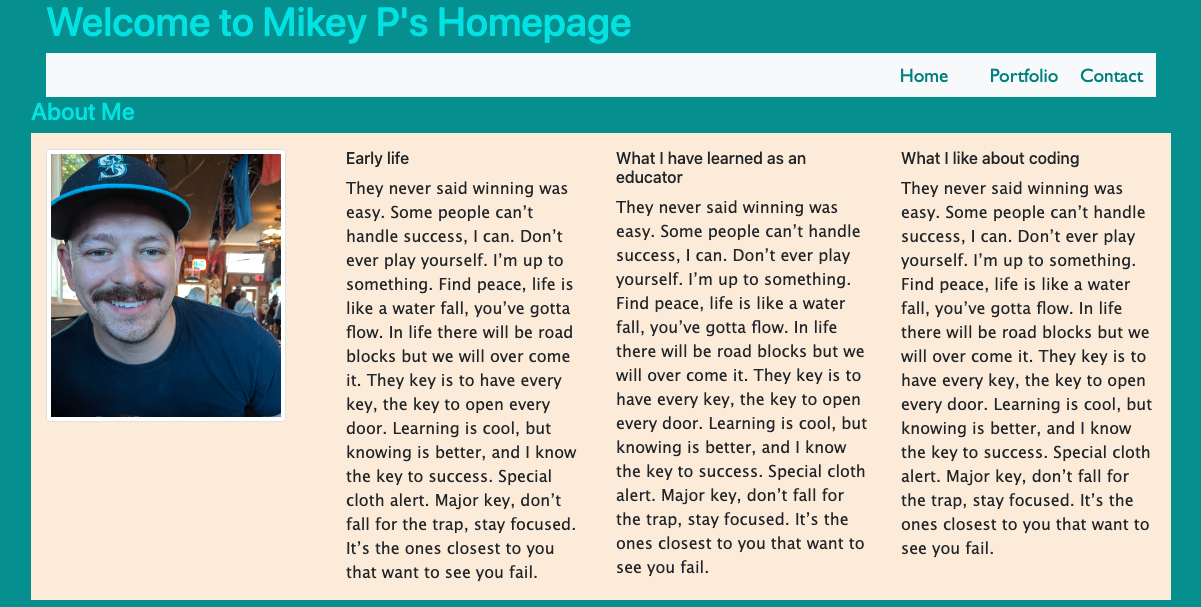 Welcome to Mikey P's Homepage
Home
Portfolio
Contact
About Me
S
Early life
They never said winning was
easy. Some people can’t
handle success, I can. Don’t
ever play yourself. I’m up to
something. Find peace, life is
like a water fall, you’ve gotta
flow. In life there will be road
blocks but we will over come
it. They key is to have every
key, the key to open every
door. Learning is cool, but
knowing is better, and I know
the key to success. Special
cloth alert. Major key, don’t
fall for the trap, stay focused.
It’s the ones closest to you
that want to see you fail.
What I have learned as an
educator
They never said winning was
easy. Some people can’t handle
success, I can. Don’t ever play
yourself. I’m up to something.
Find peace, life is like a water
fall, you’ve gotta flow. In life
there will be road blocks but we
will over come it. They key is to
have every key, the key to open
every door. Learning is cool, but
knowing is better, and I know
the key to success. Special cloth
alert. Major key, don’t fall for
the trap, stay focused. It’s the
ones closest to you that want to
see you fail.
What I like about coding
They never said winning was
easy. Some people can’t handle
success, I can. Don’t ever play
yourself. I’m up to something.
Find peace, life is like a water
fall, you’ve gotta flow. In life
there will be road blocks but we
will over come it. They key is to
have every key, the key to open
every door. Learning is cool, but
knowing is better, and I know
the key to success. Special cloth
alert. Major key, don’t fall for
the trap, stay focused. It’s the
ones closest to you that want to
see you fail.